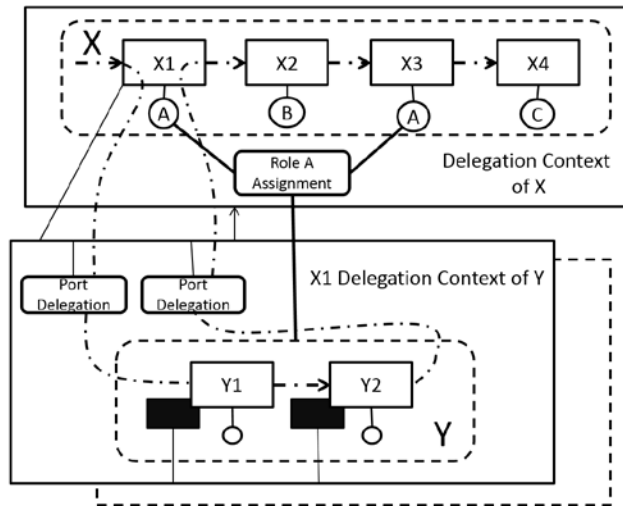 X
X1
X2
X3
X4
A
B
A
C
Role A
Assignment
Delegation Context
of X
Port
Delegation
Port
Delegation
X1 Delegation Context of Y
Y1
Y2
Y